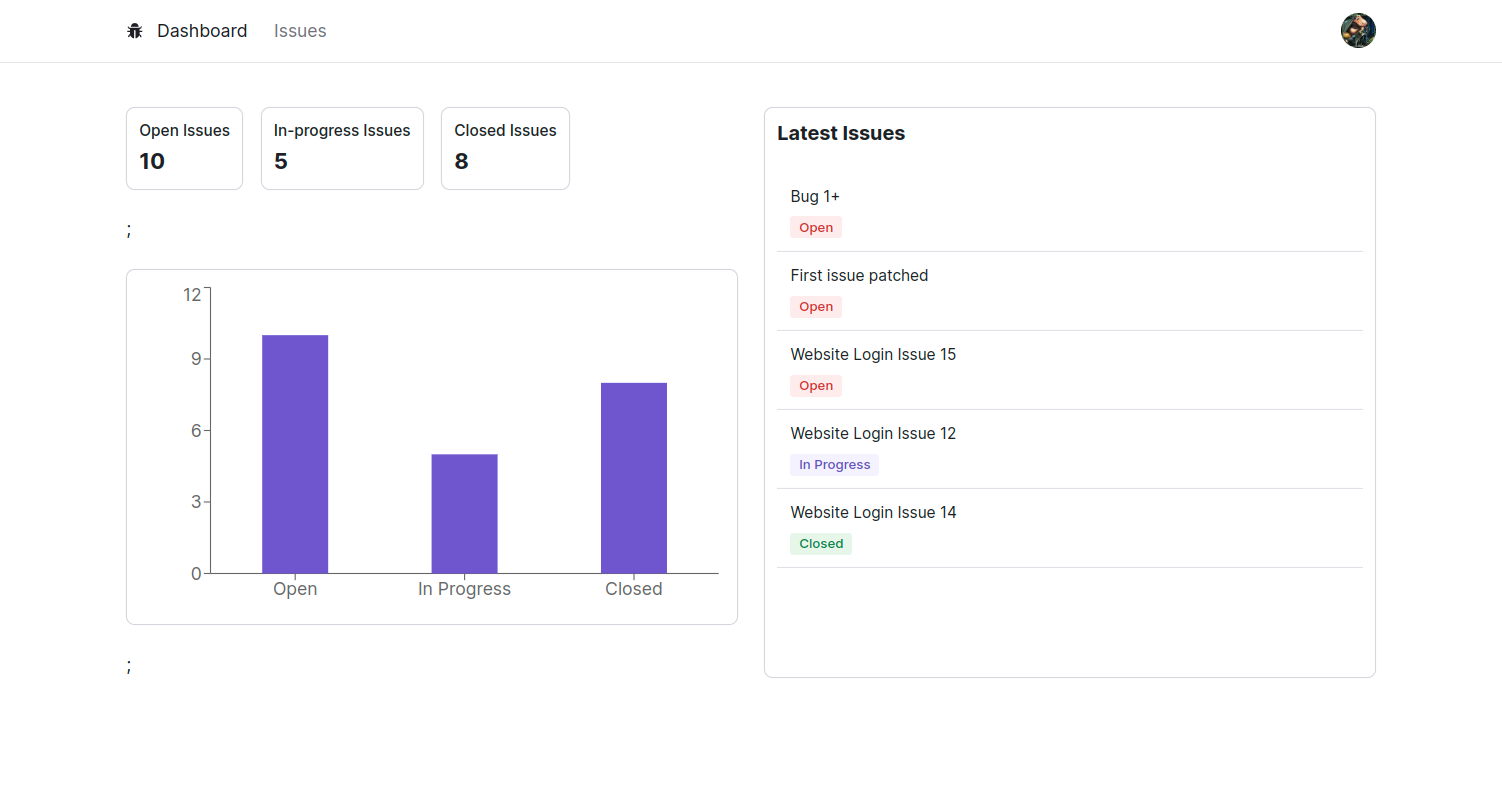 Dashboard Issues
Open Issues
10
In-progress Issues
5
Closed Issues
8
;
12
9
6
3
0
Open In Progress Closed
;
Latest Issues
Bug 1+
Open
First issue patched
Open
Website Login Issue 15
Open
Website Login Issue 12
In Progress
Website Login Issue 14
Closed